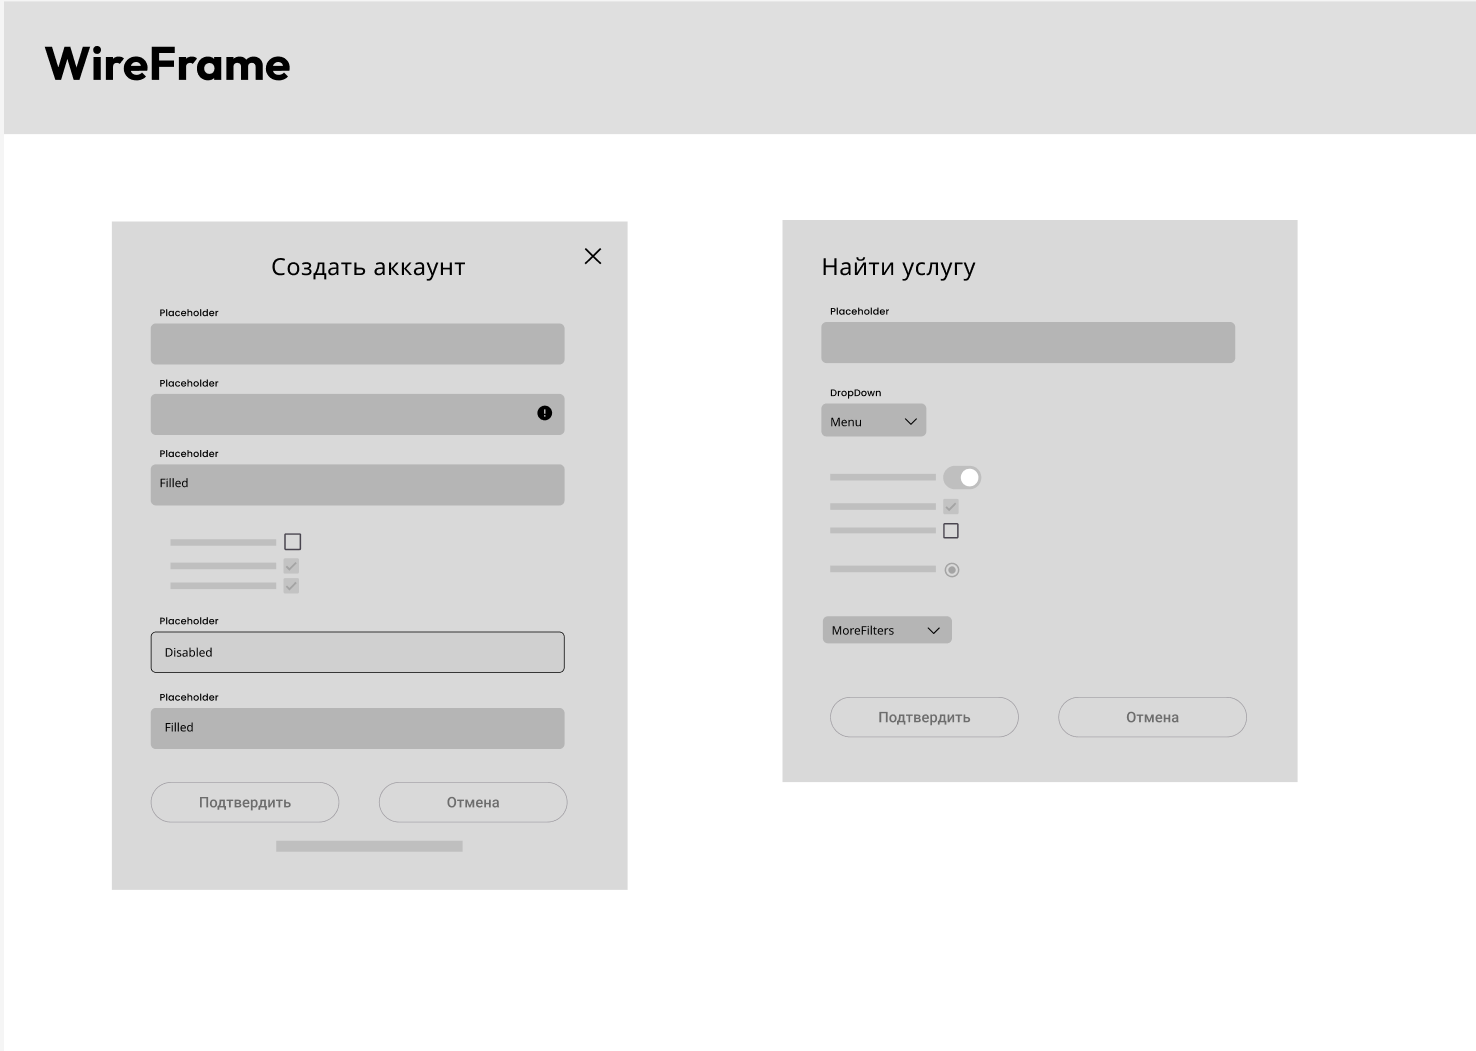 WireFrame
Создать аккаунт
Placeholder
Placeholder
Placeholder
Filled
Placeholder
Disabled
Placeholder
Filled
Подтвердить
Отмена
Найти услугу
Placeholder
DropDown
Menu
MoreFilters
Подтвердить
Отмена